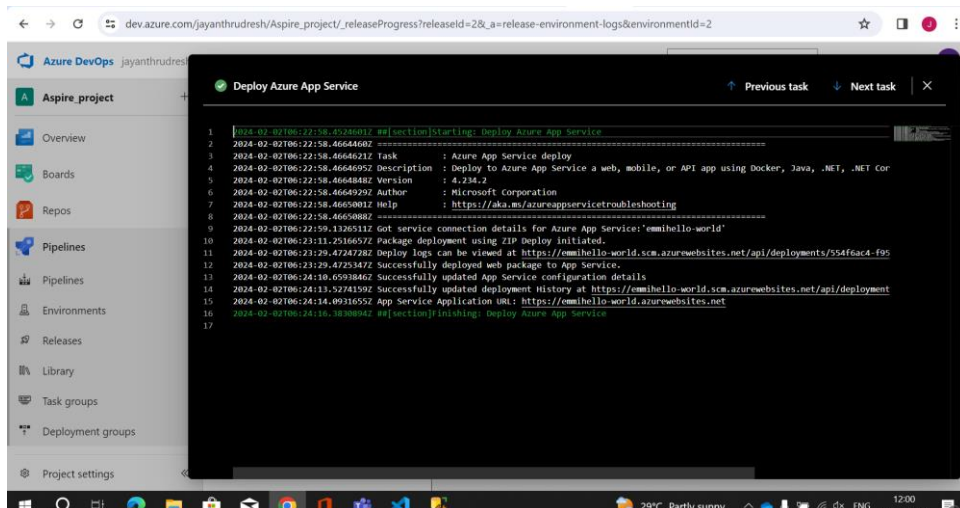 dev.azure.com/jayanthrudresh/Aspire_project/_releaseProgress?releaseId=2&_a=release-environment-logs&environmentId=2
J
Azure DevOps jayanthrudresh
A Aspire_project +
Overview
Boards
Repos
Pipelines
Pipelines
Environments
Releases
Library
Task groups
Deployment groups
Project settings
Deploy Azure App Service
Previous task
Next task
1 2024-02-02T06:22:58.4524601Z ##[section]Starting: Deploy Azure App Service
2 2024-02-02T06:22:58.4664460Z ==============================================================================
3 2024-02-02T06:22:58.4664621Z Task : Azure App Service deploy
4 2024-02-02T06:22:58.4664695Z Description : Deploy to Azure App Service a web, mobile, or API app using Docker, Java, .NET, .NET Cor
5 2024-02-02T06:22:58.4664848Z Version : 4.234.2
6 2024-02-02T06:22:58.4664929Z Author : Microsoft Corporation
7 2024-02-02T06:22:58.4665001Z Help : https://aka.ms/azureappservicetroubleshooting
8 2024-02-02T06:22:58.4665088Z ==============================================================================
9 2024-02-02T06:22:59.1326511Z Got service connection details for Azure App Service:'emmihello-world'
10 2024-02-02T06:23:11.2516657Z Package deployment using ZIP Deploy initiated.
11 2024-02-02T06:23:29.4724728Z Deploy logs can be viewed at https://emmihello-world.scm.azurewebsites.net/api/deployments/554f6ac4-f95
12 2024-02-02T06:23:29.4725347Z Successfully deployed web package to App Service.
13 2024-02-02T06:24:10.6593846Z Successfully updated App Service configuration details
14 2024-02-02T06:24:13.5274159Z Successfully updated deployment History at https://emmihello-world.scm.azurewebsites.net/api/deployment
15 2024-02-02T06:24:14.0931655Z App Service Application URL: https://emmihello-world.azurewebsites.net
16 2024-02-02T06:24:16.3830894Z ##[section]Finishing: Deploy Azure App Service
17
29°C Partly sunny
ENG
12:00